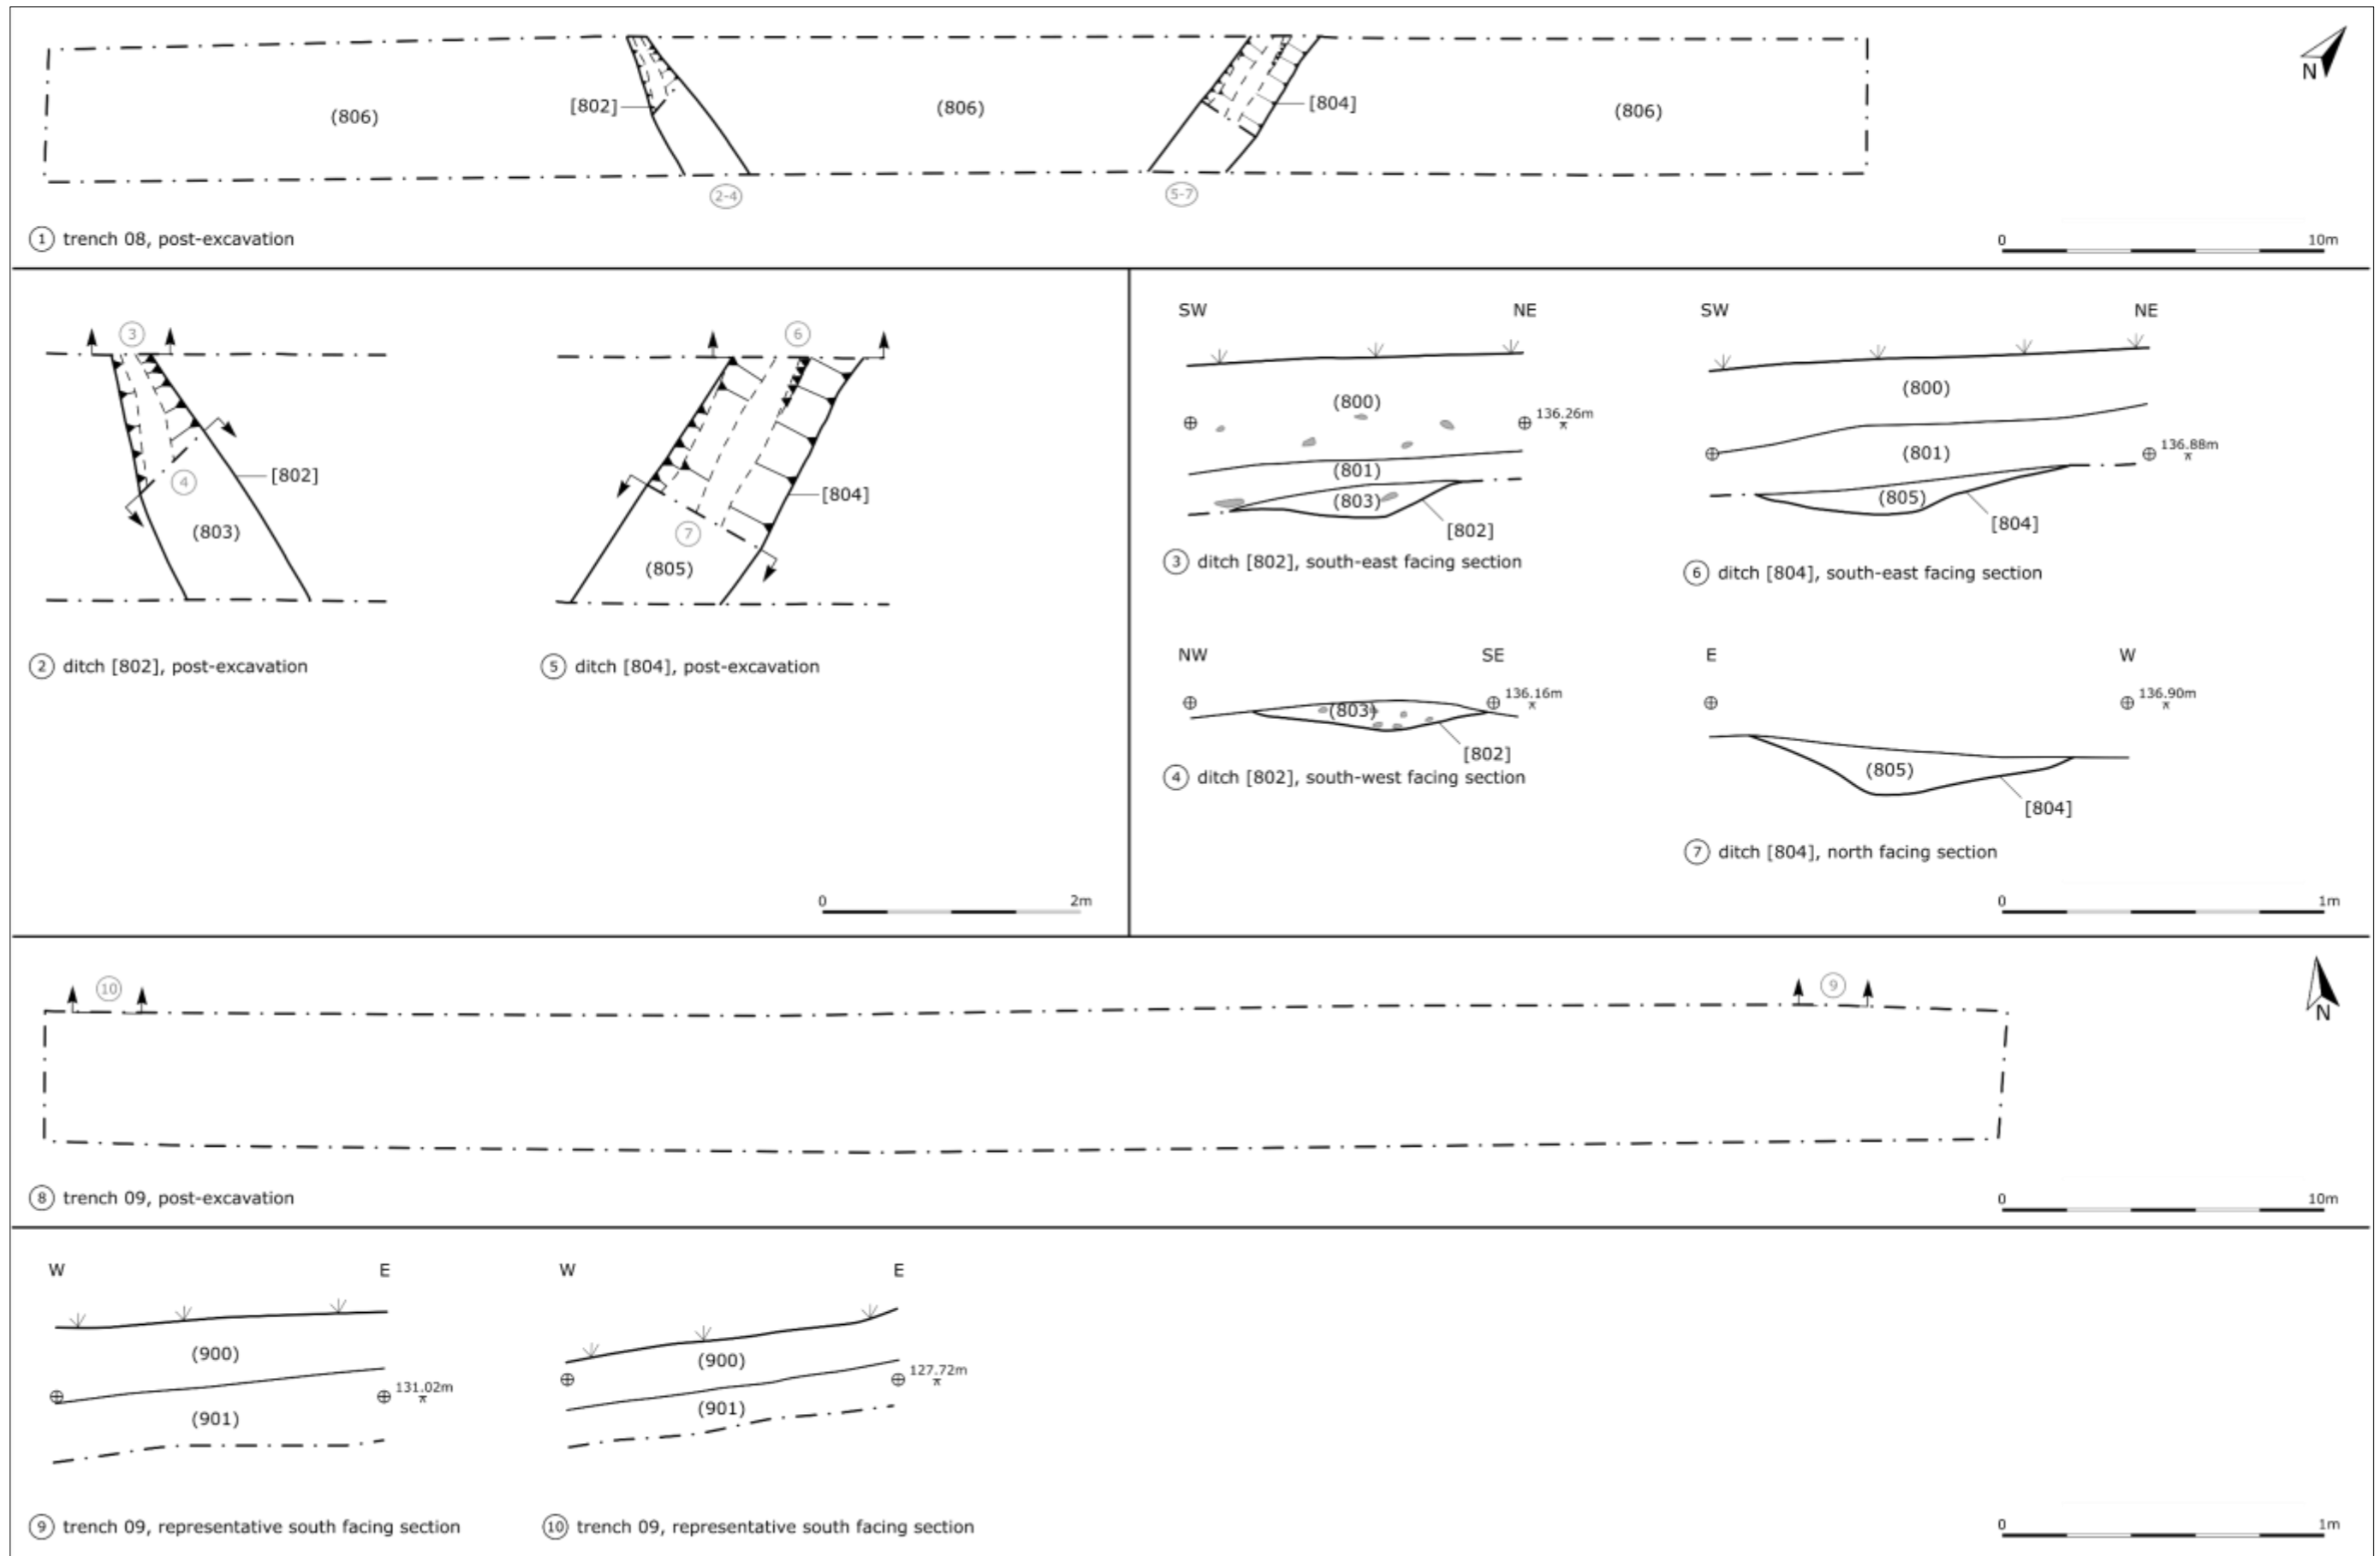 N
(806)
[802]
(806)
[804]
(806)
2-4
5-7
1 trench 08, post-excavation
0 10m
3
4
[802]
(803)
2 ditch [802], post-excavation
6
[804]
7
(805)
5 ditch [804], post-excavation
0 2m
SW NE
(800)
136.26m
(801)
(803)
[802]
3 ditch [802], south-east facing section
SW NE
(800)
(801)
136.88m
(805)
[804]
6 ditch [804], south-east facing section
NW SE
136.16m
(803)
[802]
4 ditch [802], south-west facing section
E W
136.90m
(805)
[804]
7 ditch [804], north facing section
0 1m
10
9
N
8 trench 09, post-excavation
0 10m
W E
(900)
131.02m
(901)
9 trench 09, representative south facing section
W E
(900)
127.72m
(901)
10 trench 09, representative south facing section
0 1m